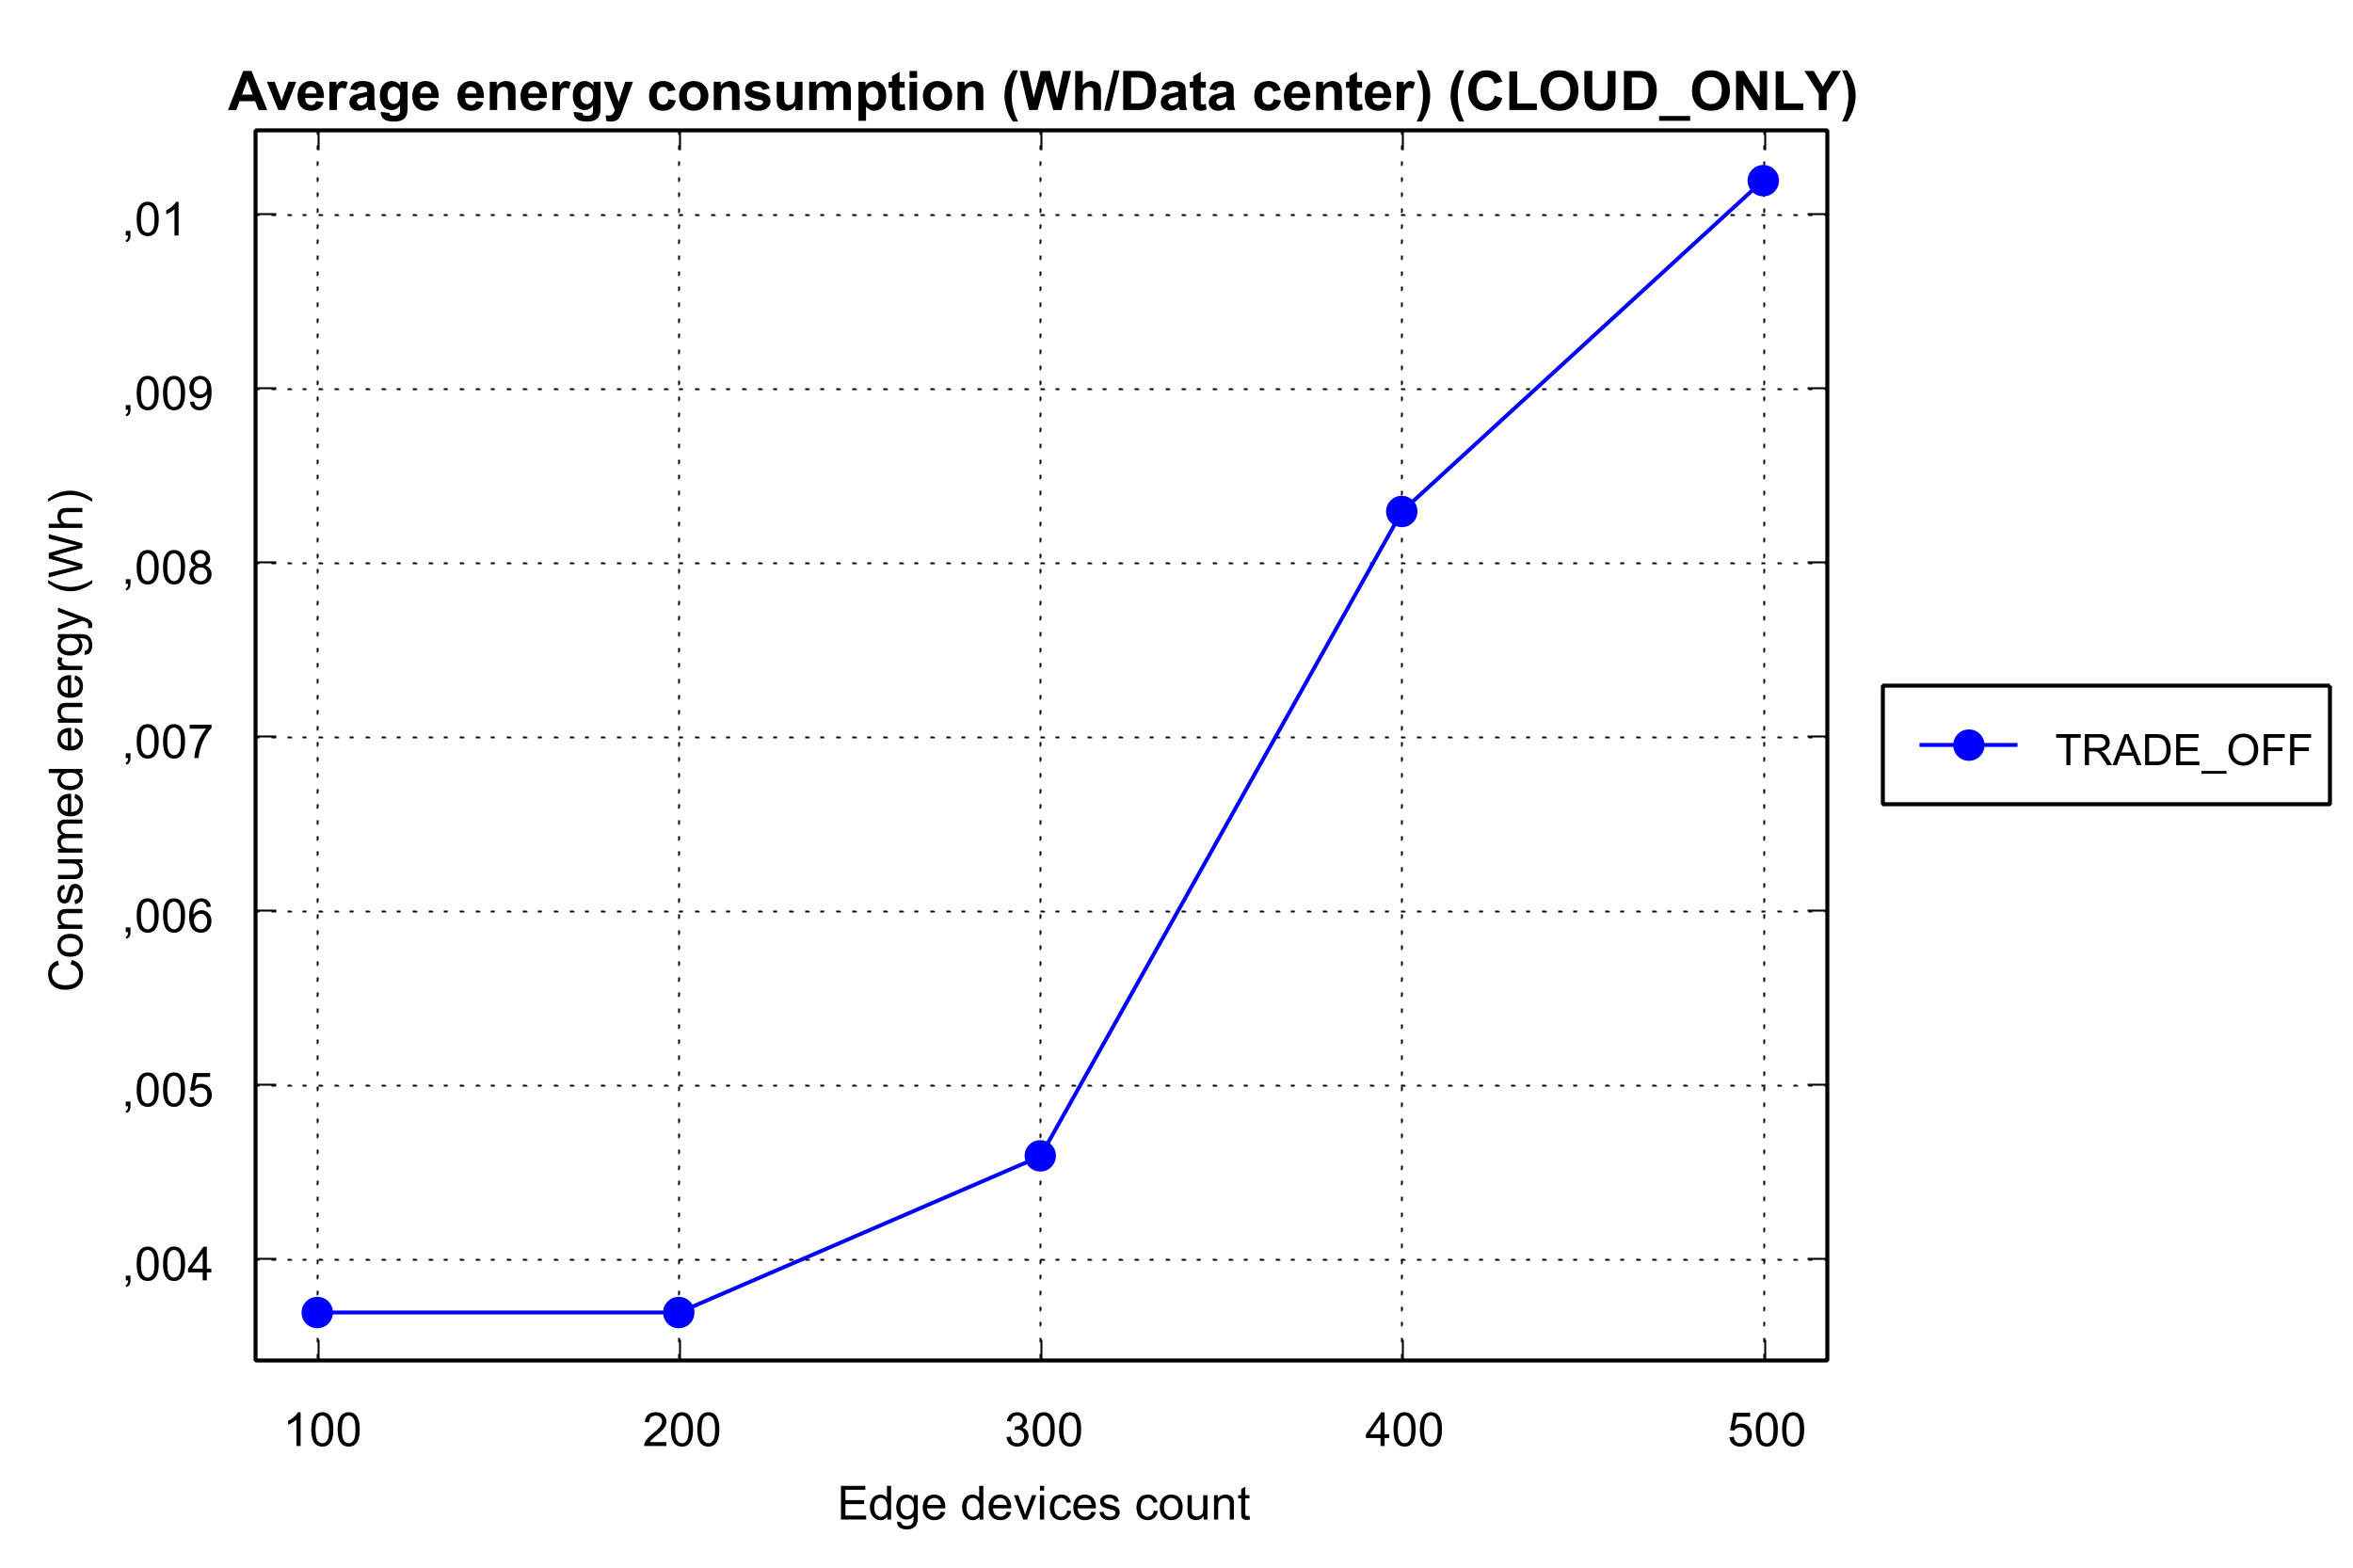 Average energy consumption (Wh/Data center) (CLOUD_ONLY)
,01
,009
,008
,007
,006
,005
,004
Consumed energy (Wh)
TRADE_OFF
100 200 300 400 500
Edge devices count